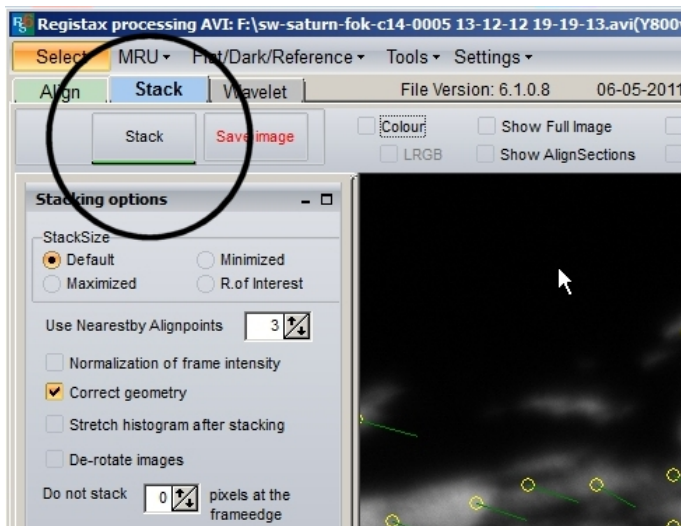 Registax processing AVI: F:\sw-saturn-fok-c14-0005 13-12-12 19-19-13.avi(Y800
Select MRU Flat/Dark/Reference Tools Settings
Align Stack Wavelet File Version: 6.1.0.8 06-05-2011
Stack Save image Colour Show Full Image
LRGB Show AlignSections
Stacking options
StackSize
Default Minimized
Maximized R.of Interest
Use Nearestby Alignpoints 3
Normalization of frame intensity
Correct geometry
Stretch histogram after stacking
De-rotate images
Do not stack 0 pixels at the
frameedge